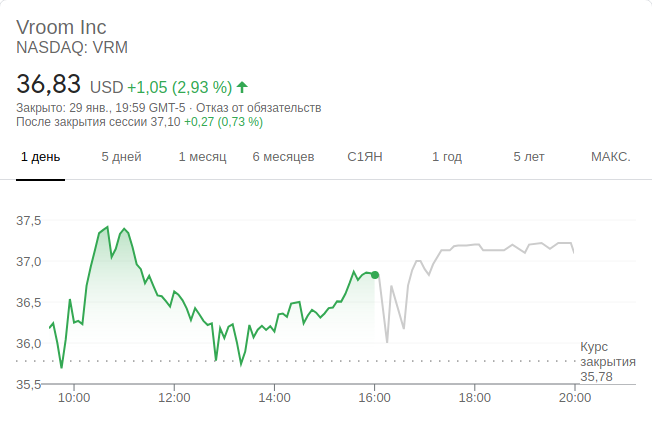 Vroom Inc
NASDAQ: VRM
36,83 USD +1,05 (2,93 %)
Закрыто: 29 янв., 19:59 GMT-5 · Отказ от обязательств
После закрытия сессии 37,10 +0,27 (0,73 %)
1 день 5 дней 1 месяц 6 месяцев С1ЯН 1 год 5 лет МАКС.
37,5
37,0
36,5
36,0
Курс
закрытия
35,78
35,5
10:00 12:00 14:00 16:00 18:00 20:00